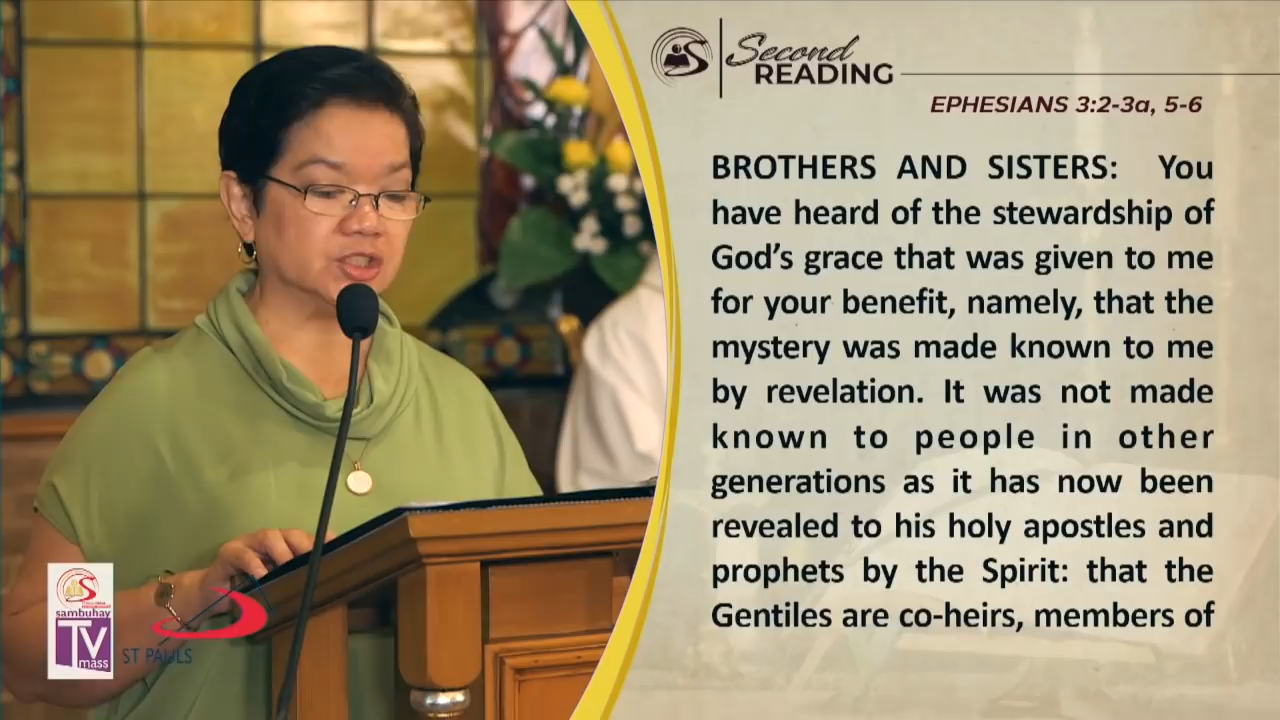 Second
READING
EPHESIANS 3:2-3a, 5-6
BROTHERS AND SISTERS: You
have heard of the stewardship of
God's grace that was given to me
for your benefit, namely, that the
mystery was made known to me
by revelation. It was not made
known to people in other
generations as it has now been
revealed to his holy apostles and
prophets by the Spirit: that the
Gentiles are co-heirs, members of
sambuhay
TV
mass
ST PAULS